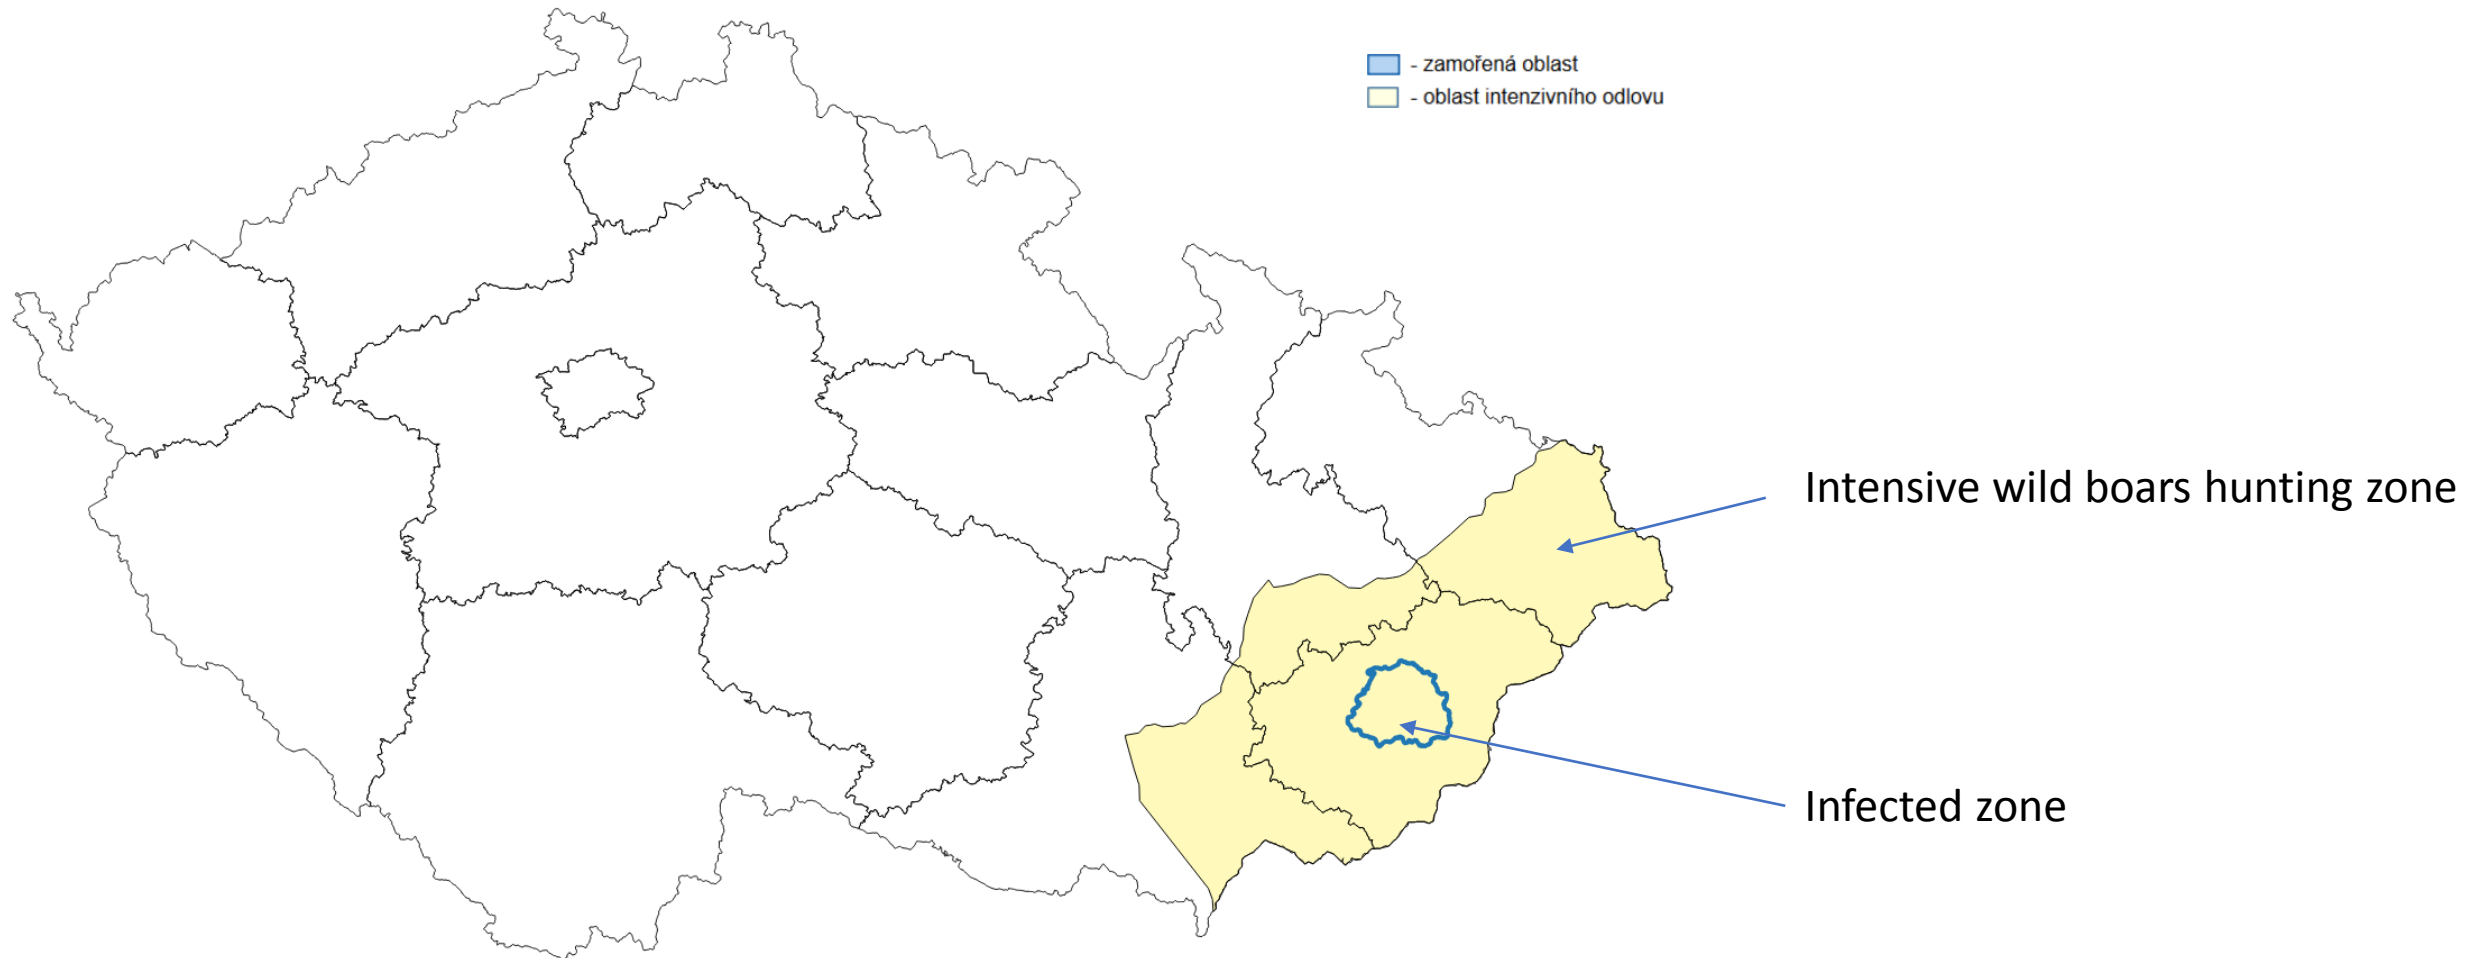 - zamořená oblast
- oblast intenzivního odlovu
Intensive wild boars hunting zone
Infected zone